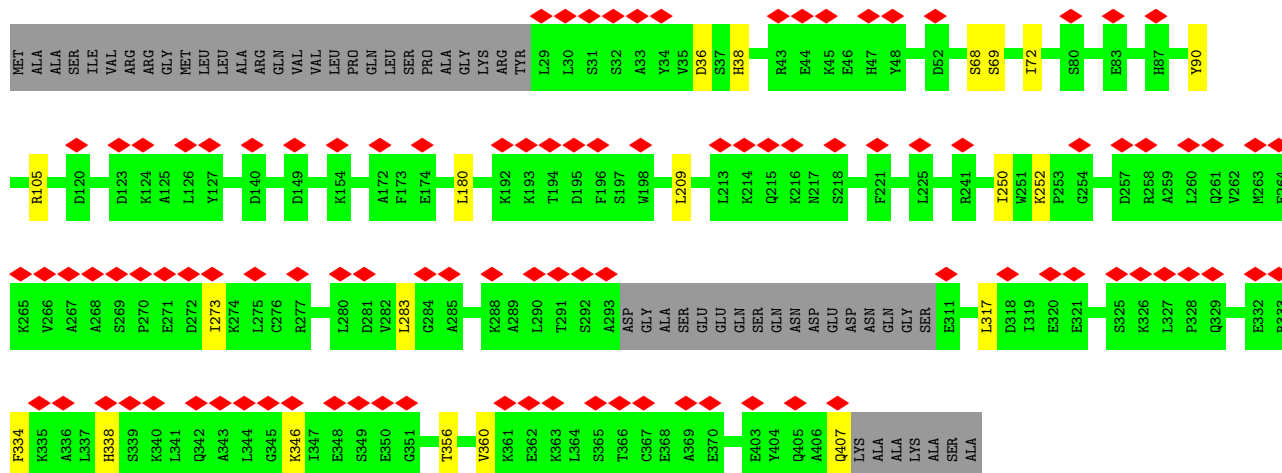 MET ALA ALA SER ILE VAL ARG ARG GLY MET LEU LEU ALA ARG GLN VAL VAL LEU PRO GLN LEU SER PRO ALA GLY LYS ARG TYR L29 L30 S31 S32 A33 Y34 V35 D36 S37 H38 R43 E44 K45 E46 H47 Y48 D52 S68 S69 I72 S80 E83 H87 Y90
R105 D120 D123 K124 A125 L126 Y127 D140 D149 K154 A172 F173 E174 L180 K192 K193 T194 D195 F196 S197 W198 L209 L213 K214 Q215 K216 N217 S218 F221 L225 R241 I250 W251 K252 P253 G254 D257 R258 A259 L260 Q261 V262 M263
K265 V266 A267 A268 S269 P270 E271 D272 I273 K274 L275 C276 R277 L280 D281 V282 L283 G284 A285 K288 A289 L290 T291 S292 A293 ASP GLY ALA SER GLU GLU GLN SER GLN ASN ASP GLU ASP ASN GLN GLY SER E311 L317 D318 I319 E320 E321 S325 K326 L327 P328 Q329 E332
F334 K335 A336 L337 H338 S339 K340 L341 Q342 A343 L344 G345 K346 I347 E348 S349 E350 G351 T356 V360 K361 E362 K363 L364 S365 T366 C367 E368 A369 E370 E403 Y404 Q405 A406 Q407 LYS ALA ALA LYS ALA SER ALA